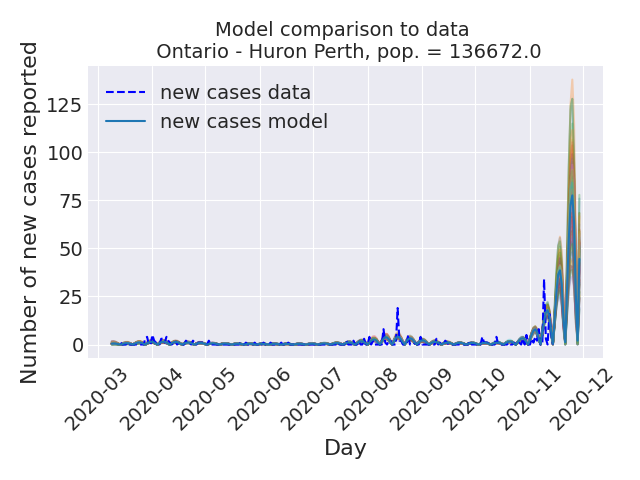 Model comparison to data
Ontario - Huron Perth, pop. = 136672.0
new cases data
new cases model
Number of new cases reported
125
100
75
50
25
0
2020-03
2020-04
2020-05
2020-06
2020-07
2020-08
2020-09
2020-10
2020-11
2020-12
Day